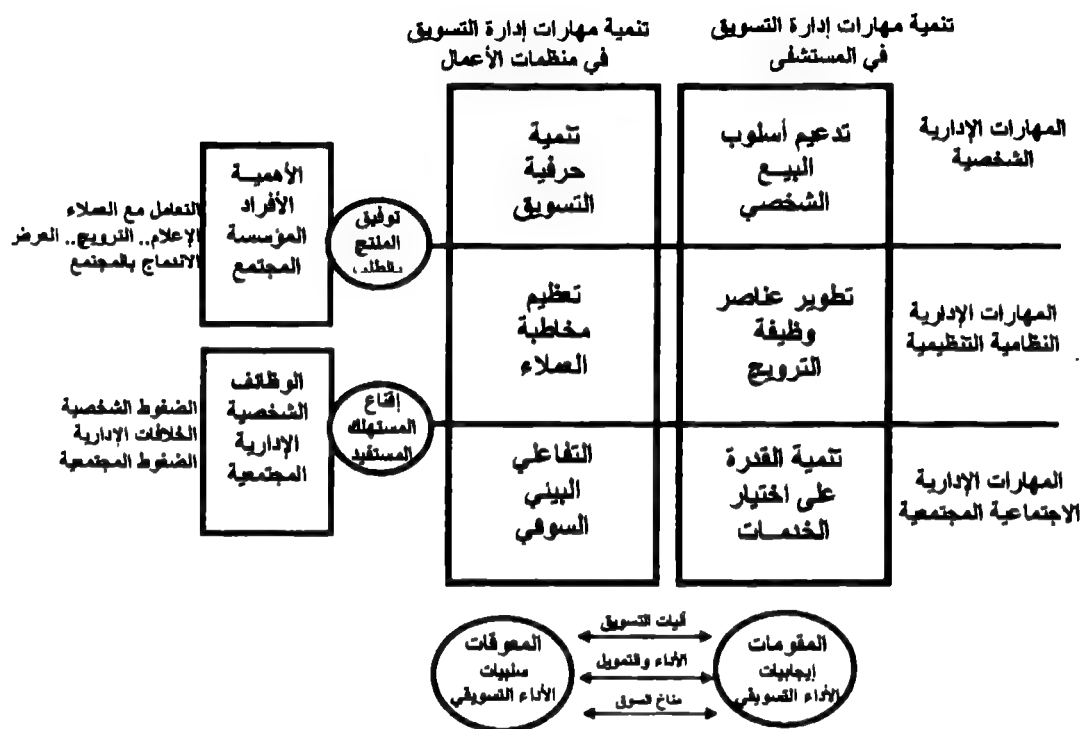 تنمية مهارات إدارة التسويق
في المستشفى
تنمية مهارات إدارة التسويق
في منظمات الأعمال
المهارات الإدارية
الشخصية
تدعيم أسلوب
البيع
الشخصي
تنمية
حرفية
التسويق
توفيق
المنتج
بالطلب
الأهميــة
الأفراد
المؤسسة
المجتمع
التعامل مع العملاء
الإعلام.. الترويج.. العرض
الاندماج بالمجتمع
المهارات الإدارية
النظامية التنظيمية
تطوير عناصر
وظيفة
الترويج
تعظيم
مخاطبة
العملاء
المهارات الإدارية
الاجتماعية المجتمعية
تنمية القدرة
على اختيار
الخدمــات
التفاعلي
البيني
السوقي
إقناع
المستهلك
المستفيد
الوظائف
الشخصية
الإدارية
المجتمعية
الضغوط الشخصية
الخلافات الإدارية
الضغوط المجتمعية
المقومات
إيجابيات
الأداء التسويقي
آليات التسويق
الأداء والتمويل
مناخ السوق
المعوقات
سلبيات
الأداء التسويقي